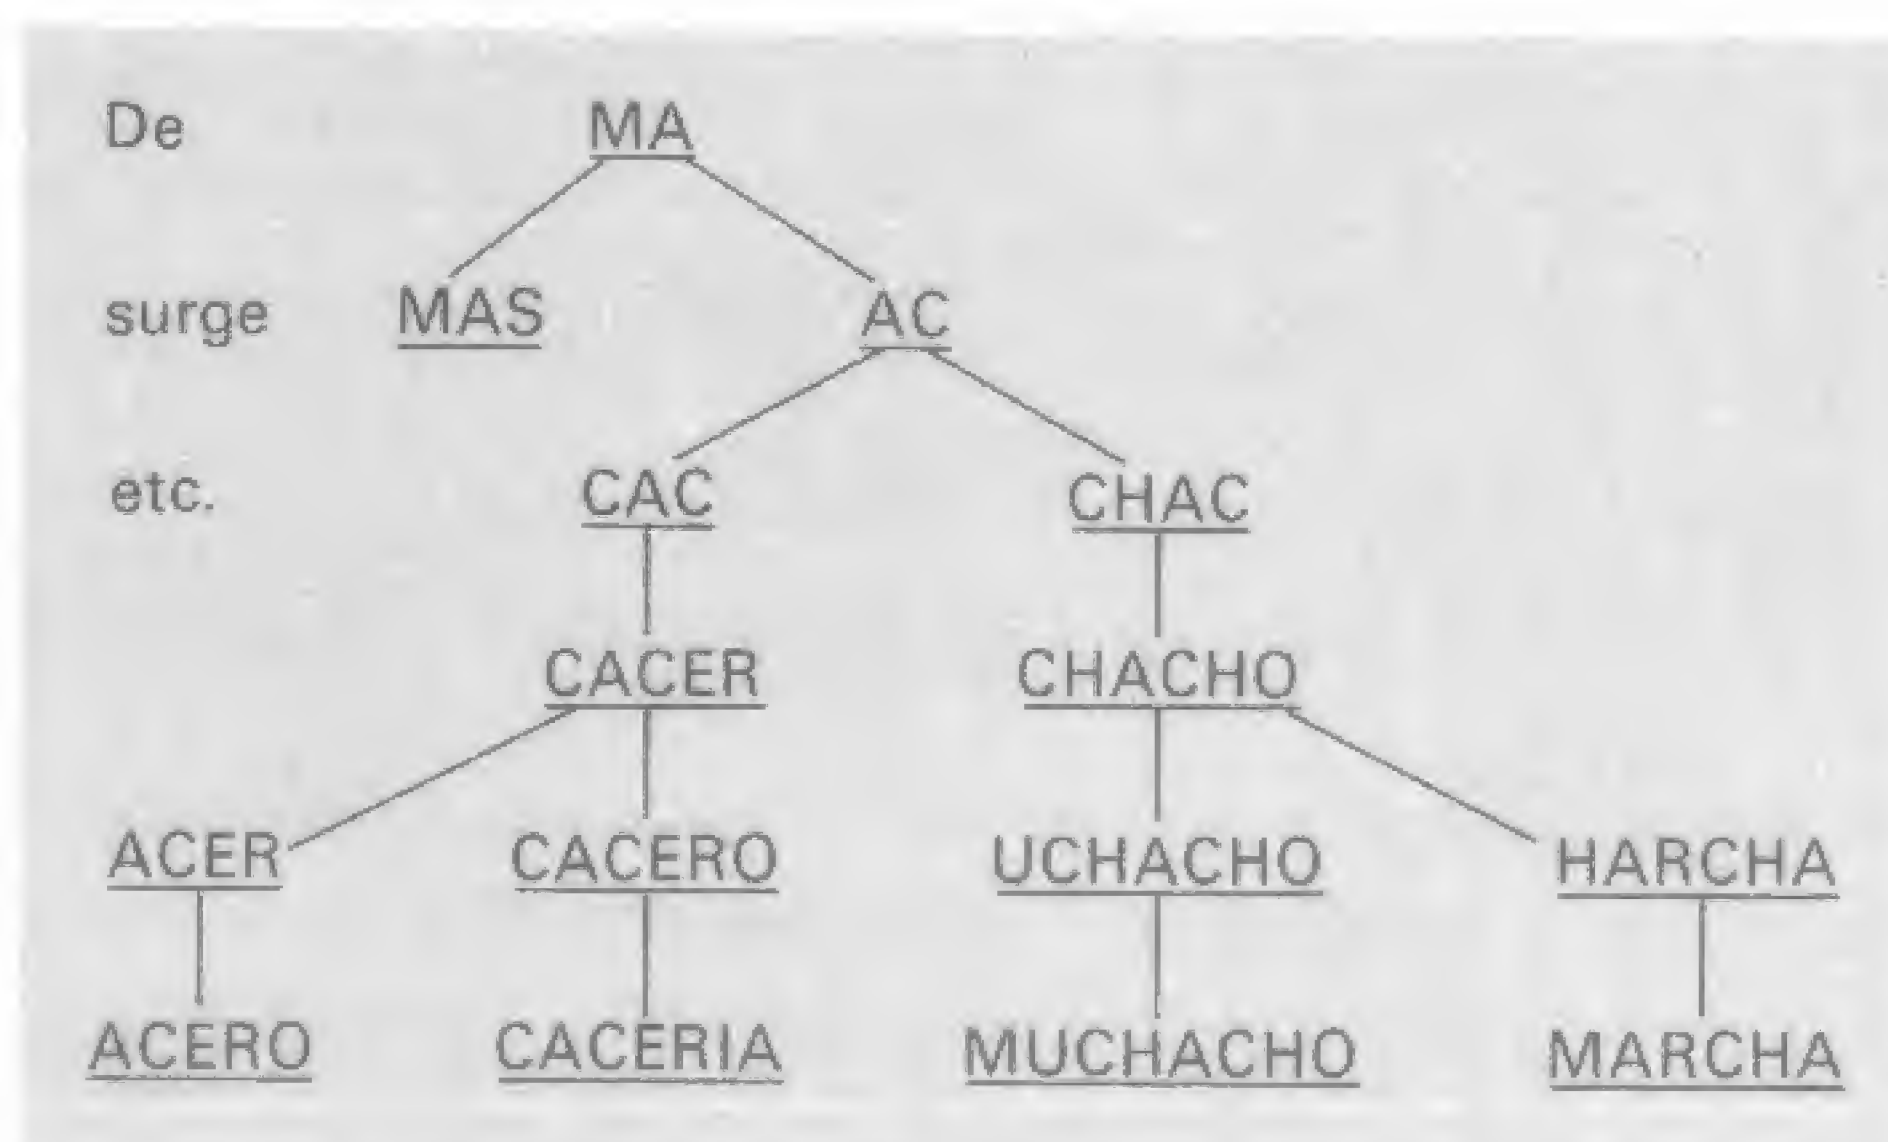 De MA
surge MAS AC
etc. CAC CHAC
CACER CHACHO
ACER CACERO UCHACHO HARCHA
ACERO CACERIA MUCHACHO MARCHA